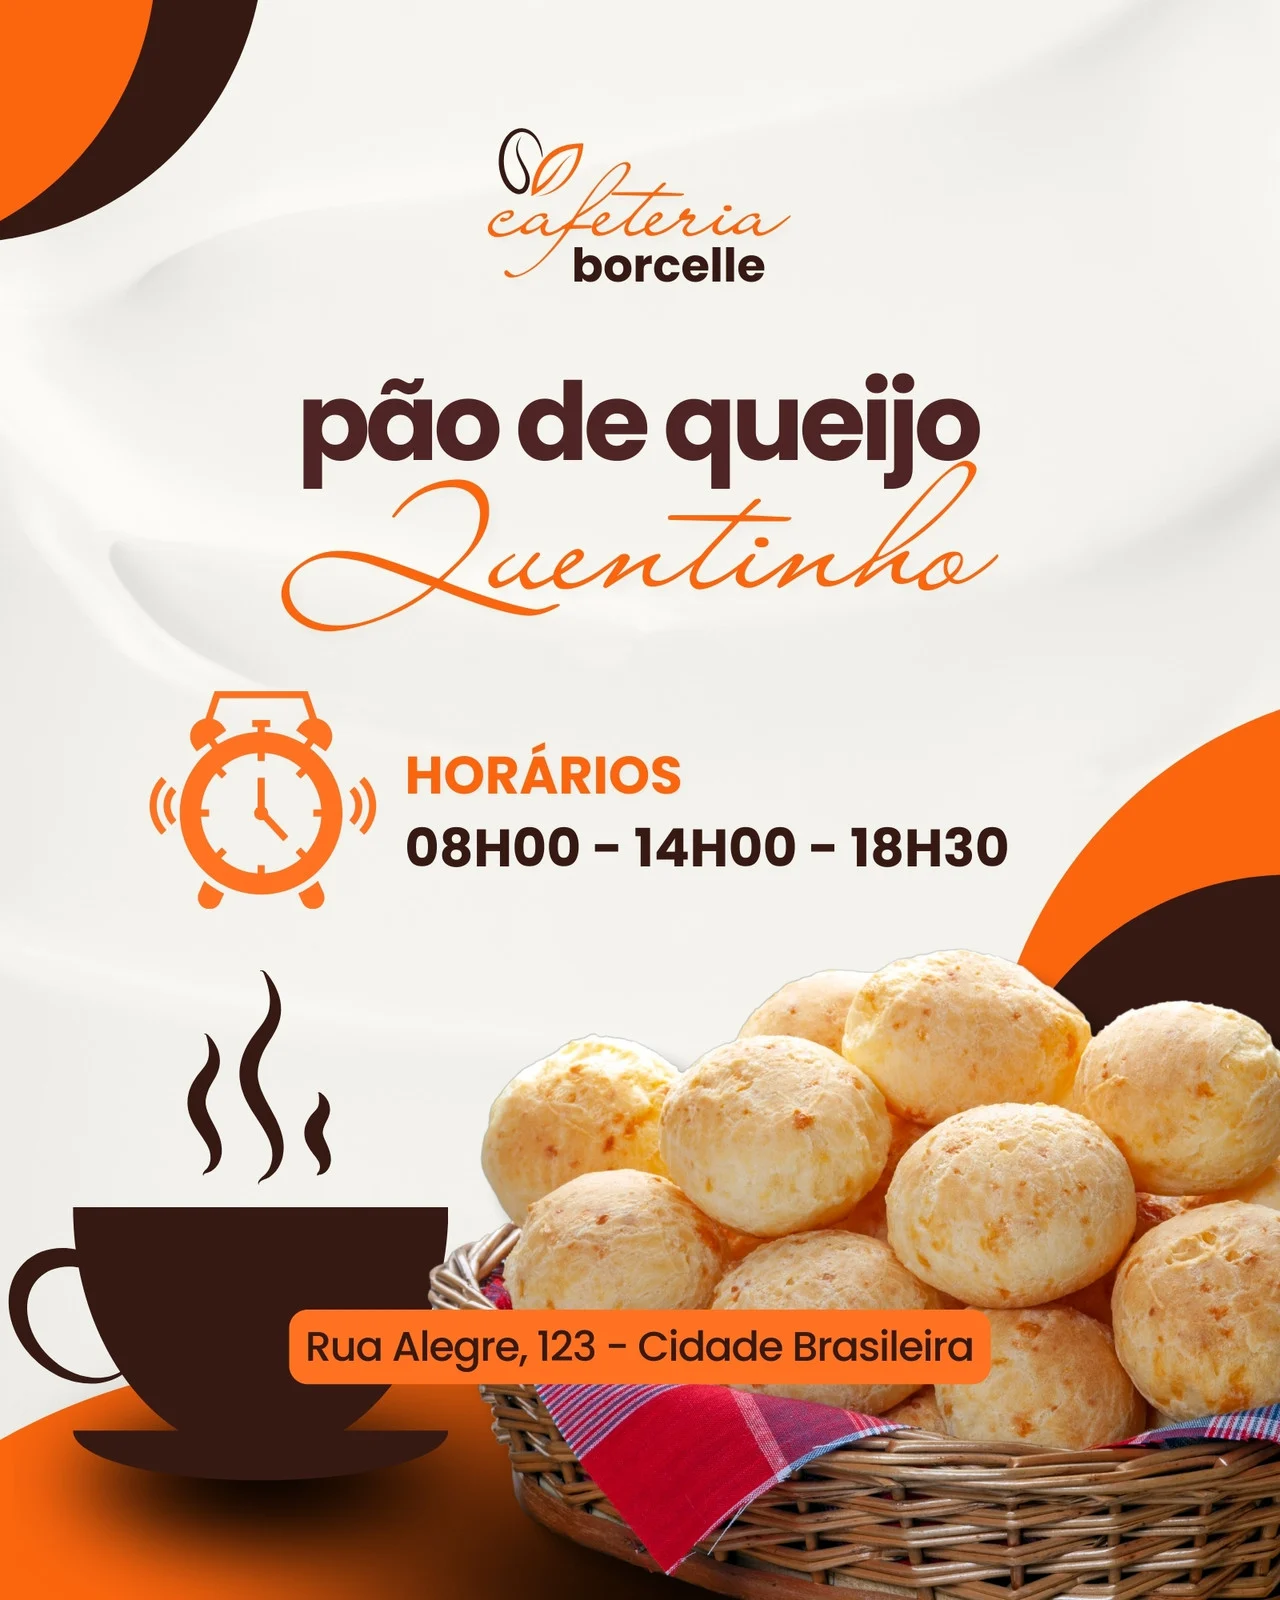 cafeteria
borcelle
pão de queijo
Quentinho
HORÁRIOS
08H00 - 14H00 - 18H30
Rua Alegre, 123 - Cidade Brasileira